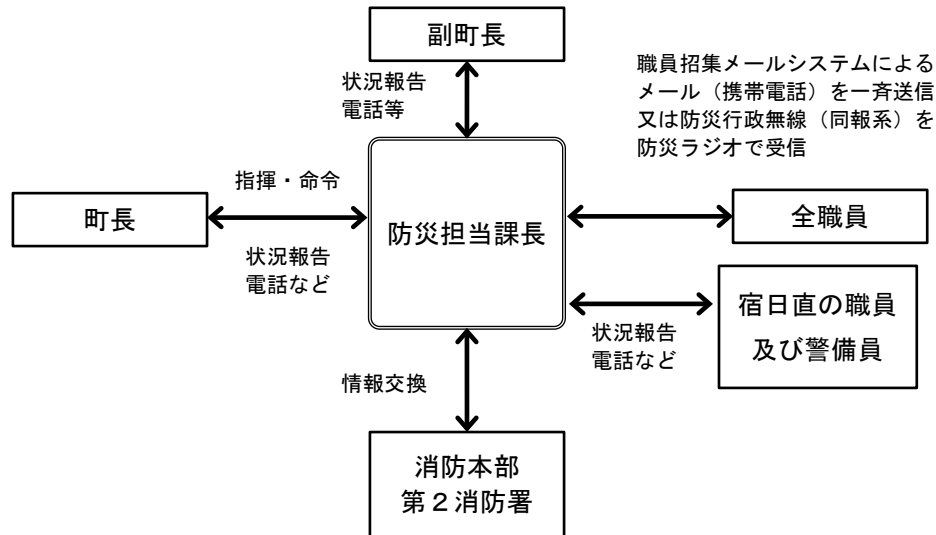 副町長
状況報告
電話等
職員招集メールシステムによる
メール（携帯電話）を一斉送信
又は防災行政無線（同報系）を
防災ラジオで受信
指揮・命令
町長
防災担当課長
全職員
状況報告
電話など
宿日直の職員
及び警備員
状況報告
電話など
情報交換
消防本部
第２消防署